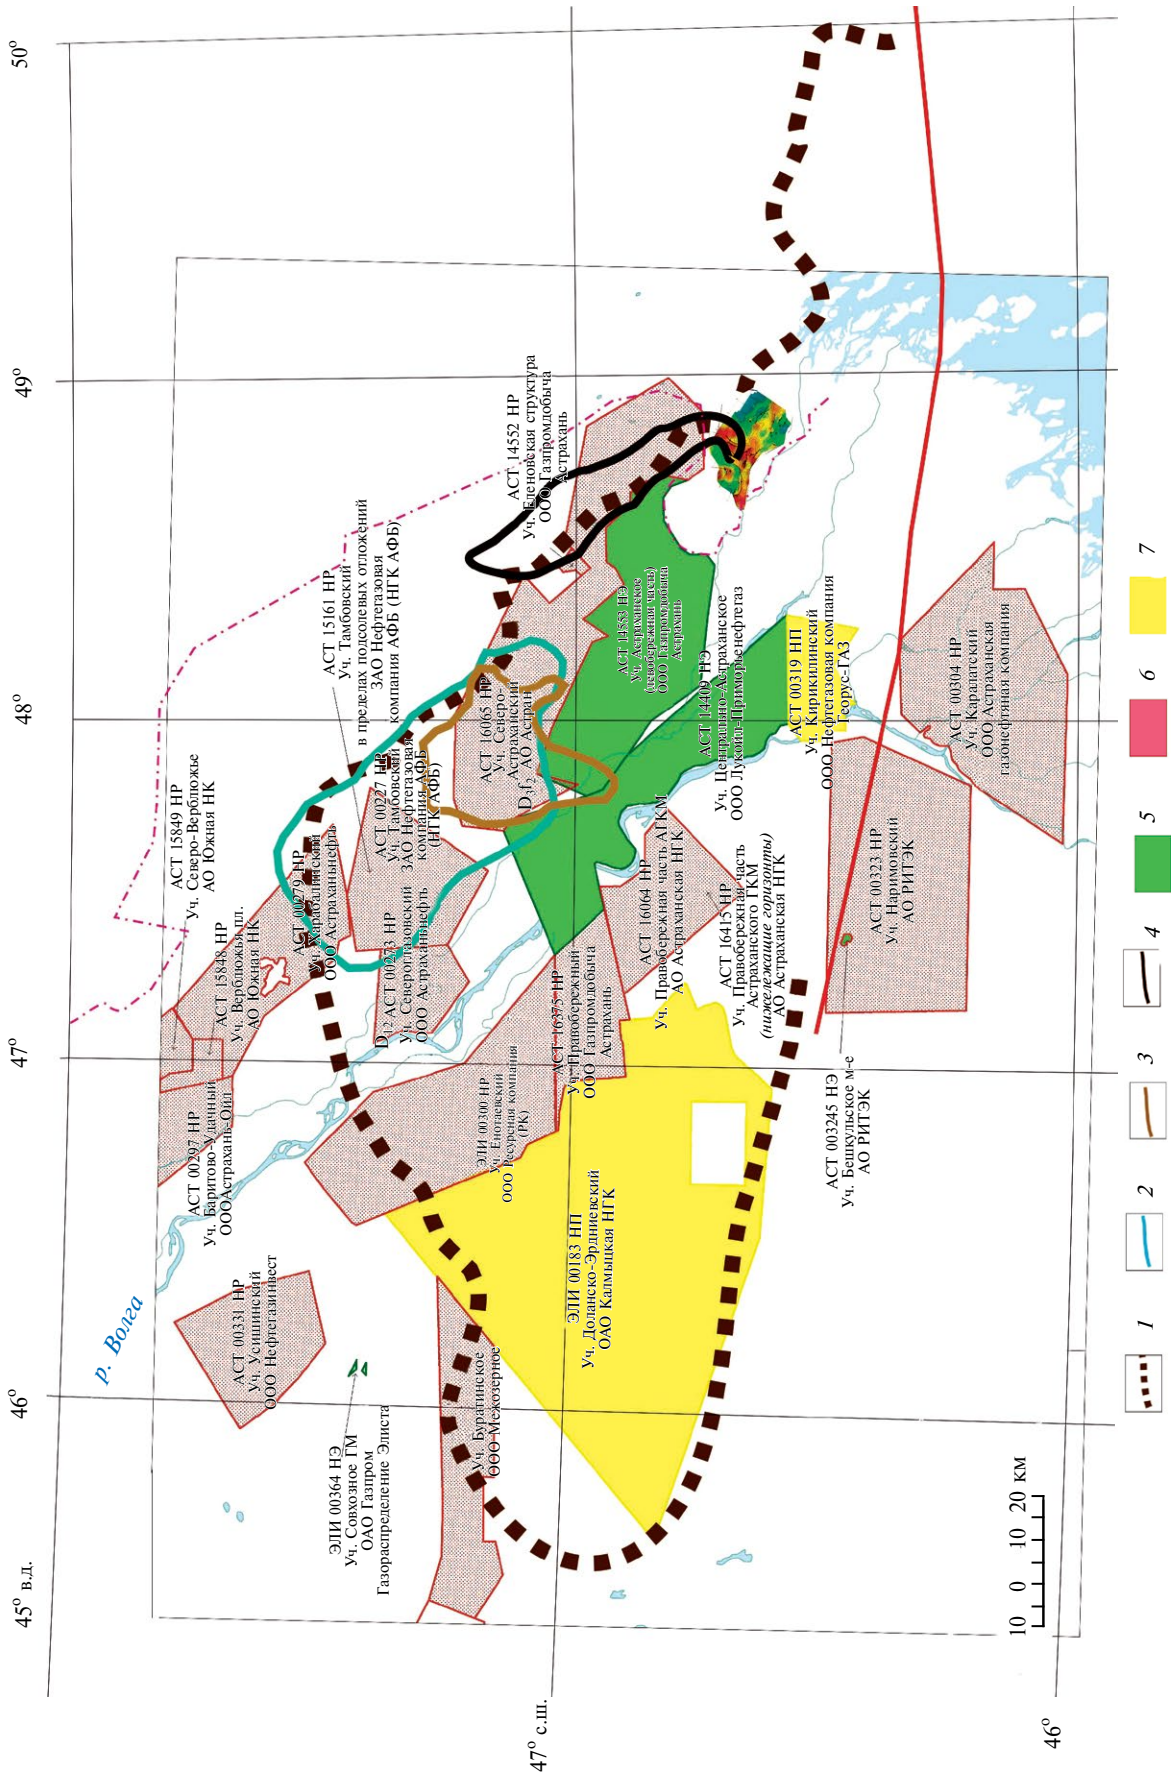 45° в.д.
46°
47°
48°
49°
50°
47° с.ш.
46°
р. Волга
АСТ 00331 НР
Уч. Усишинский
ООО Нефтегазинвест
ЭЛИ 00364 НЭ
Уч. Совхозное ГМ
ОАО Газпром
Газораспределение Элиста
Уч. Буратинское
ООО Межозерное
АСТ 00297 НР
Уч. Баритово-Удачный
ОООАстрахань-Ойл
АСТ 15849 НР
Уч. Северо-Верблюжье
АО Южная НК
АСТ 15848 НР
Уч. Верблюжья пл.
АО Южная НК
АСТ 00279 НР
Уч. Харабалинский
ООО Астраханьнефть
D12
АСТ 00273 НР
Уч. Североглазовский
ООО Астраханьнефть
АСТ 00227 НР
Уч. Тамбовский
ЗАО Нефтегазовая
компания АФБ
(НГК АФБ)
АСТ 15161 НР
Уч. Тамбовский
в пределах подсолевых отложений
ЗАО Нефтегазовая
компания АФБ (НГК АФБ)
АСТ 16065 НР
Уч. Северо-
Астраханский
АО Астран
D3f2
АСТ 14552 НР
Уч. Еленовская структура
ООО Газпромдобыча
Астрахань
АСТ 14553 НЭ
Уч. Астраханское
(левобережная часть)
ООО Газпромдобыча
Астрахань
АСТ 14409 НЭ
Уч. Центрально-Астраханское
ООО Лукойл-Приморьенефтегаз
АСТ 00319 НП
Уч. Кирикилинский
ООО Нефтегазовая компания
Георус-ГАЗ
ЭЛИ 00300 НР
Уч. Енотаевский
ООО Ресурсная компания
(РК)
АСТ 16375 НР
Уч. Правобережный
ООО Газпромдобыча
Астрахань
АСТ 16064 НР
Уч. Правобережная часть АГКМ
АО Астраханская НГК
АСТ 16415 НР
Уч. Правобережная часть
Астраханского ГКМ
(нижележащие горизонты)
АО Астраханская НГК
ЭЛИ 00183 НП
Уч. Доланско-Эрдниевский
ОАО Калмыцкая НГК
АСТ 003245 НЭ
Уч. Бешкульское м-е
АО РИТЭК
АСТ 00323 НР
Уч. Наримовский
АО РИТЭК
АСТ 00304 НР
Уч. Каралатский
ООО Астраханская
газонефтяная компания
10 0 10 20 км
1 2 3 4 5 6 7